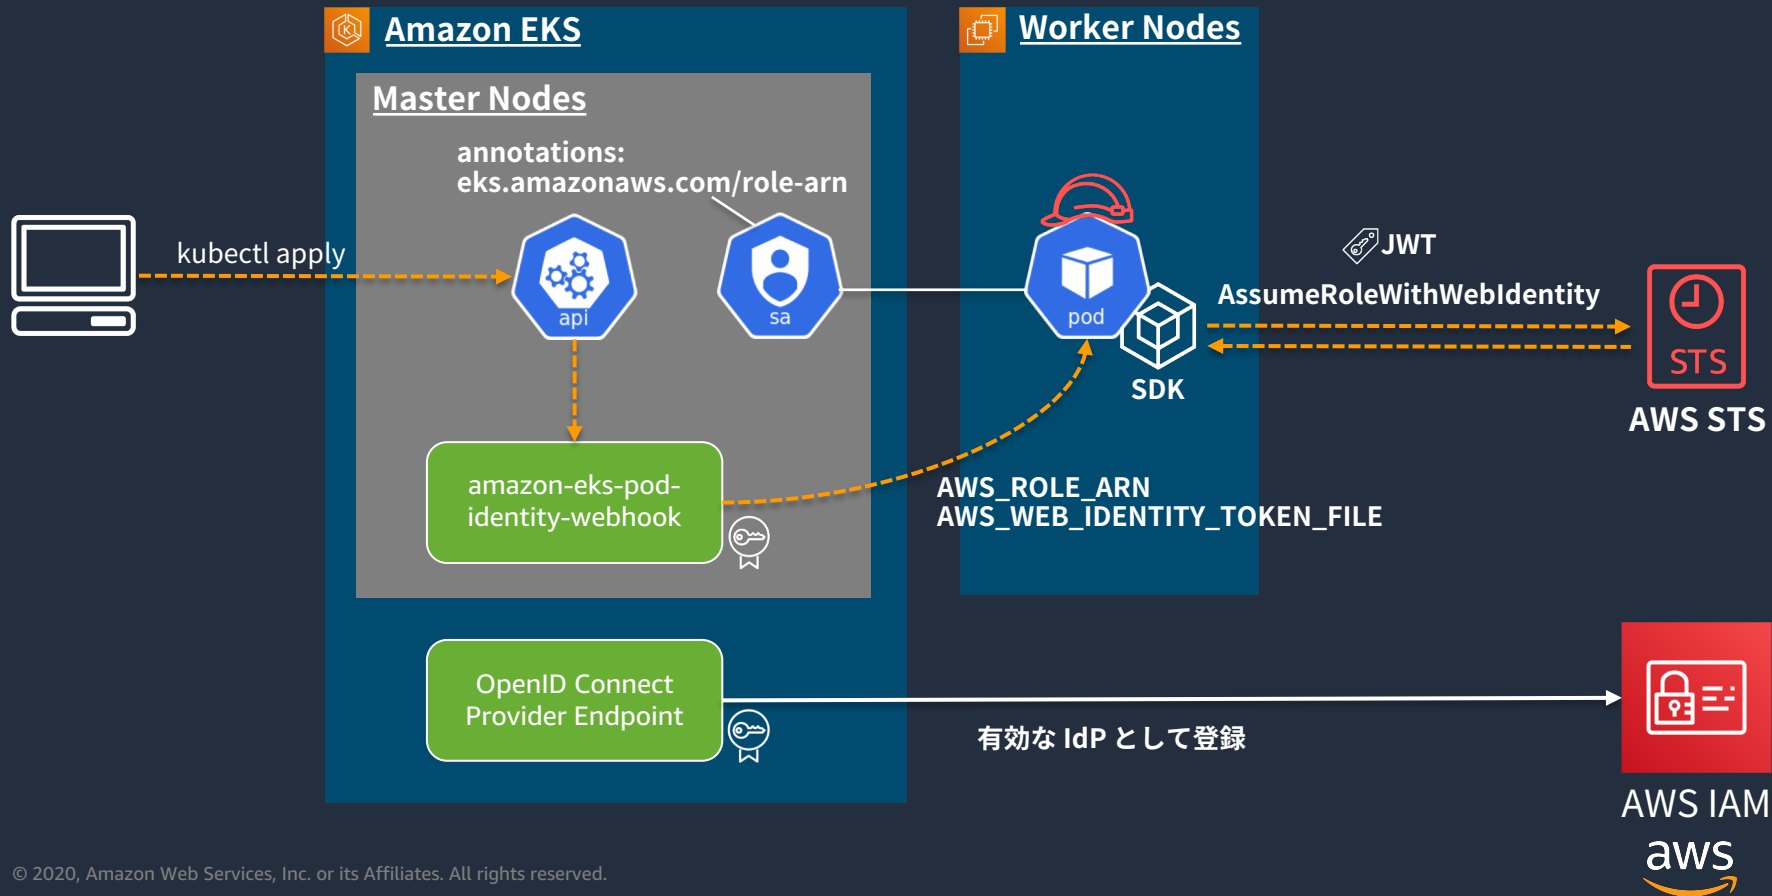 Amazon EKS
Worker Nodes
Master Nodes
annotations:
eks.amazonaws.com/role-arn
kubectl apply
api
sa
pod
SDK
JWT
AssumeRoleWithWebIdentity
STS
AWS STS
amazon-eks-pod-
identity-webhook
AWS_ROLE_ARN
AWS_WEB_IDENTITY_TOKEN_FILE
OpenID Connect
Provider Endpoint
有効な IdP として登録
AWS IAM
aws
© 2020, Amazon Web Services, Inc. or its Affiliates. All rights reserved.